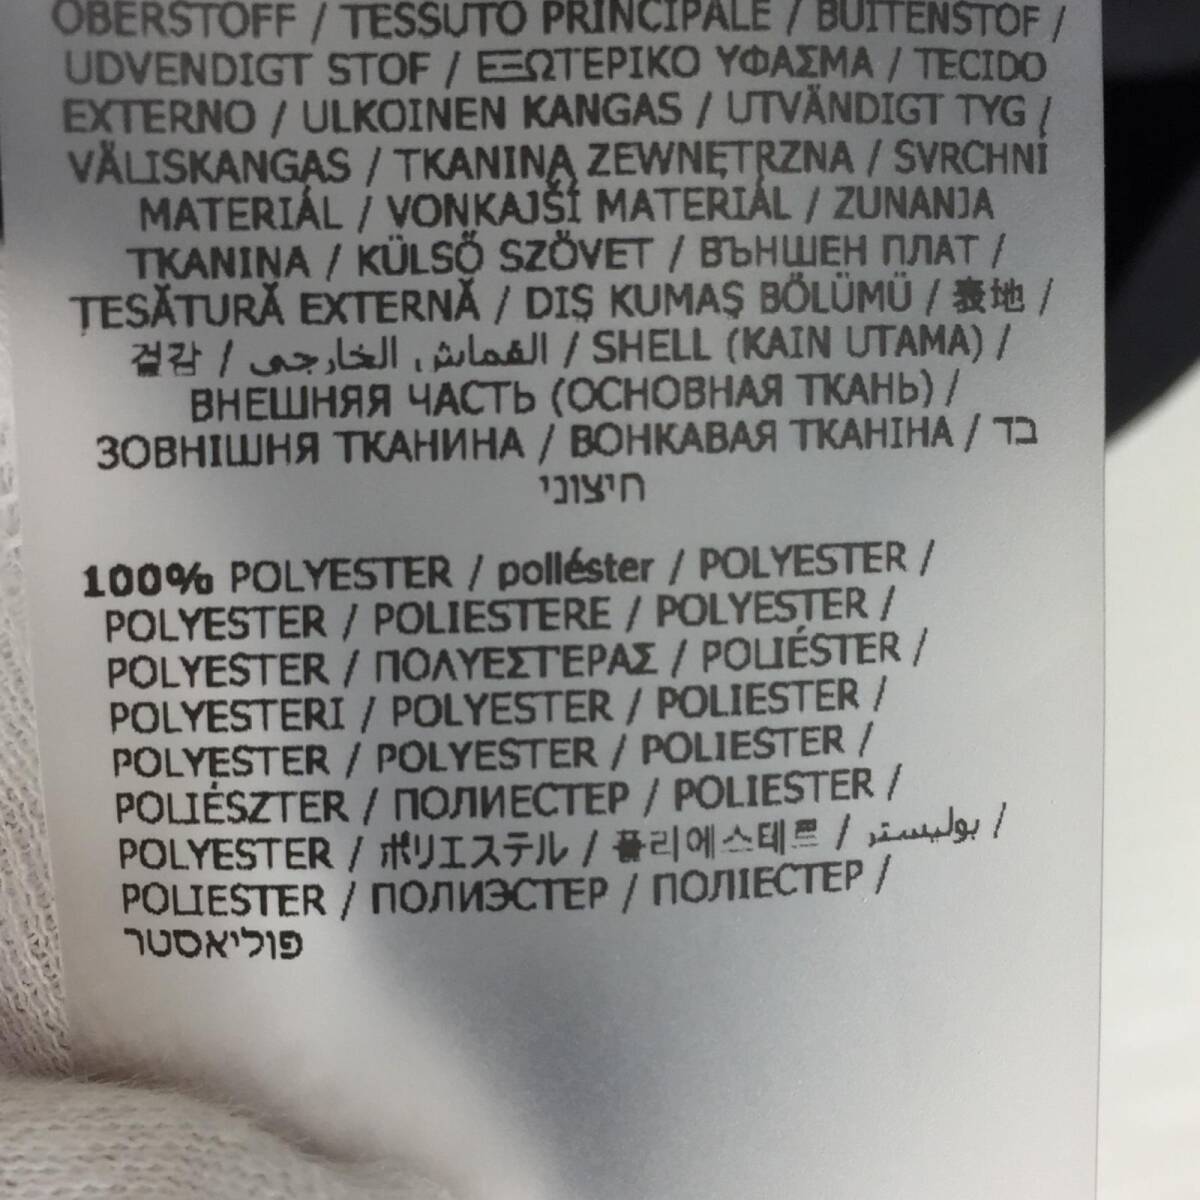 OBERSTOFF / TESSUTO PRINCIPALE / BUITENSTOF /
UDVENDIGT STOF / ΕΞΩΤΕΡΙΚΟ ΥΦΑΣΜΑ / TECIDO
EXTERNO / ULKOINEN KANGAS / UTVÄNDIGT TYG /
VÄLISKANGAS / TKANINA ZEWNĘTRZNA / SVRCHNÍ
MATERIÁL / VONKAJŠÍ MATERIÁL / ZUNANJA
TKANINA / KÜLSŐ SZÖVET / ВЪНШЕН ПЛАТ /
ȚESĂTURĂ EXTERNĂ / DIŞ KUMAŞ BÖLÜMÜ / 表地 /
겉감 / القماش الخارجي / SHELL (KAIN UTAMA) /
ВНЕШНЯЯ ЧАСТЬ (ОСНОВНАЯ ТКАНЬ) /
ЗОВНІШНЯ ТКАНИНА / ВОНКАВАЯ ТКАНІНА / בד
חיצוני
100% POLYESTER / poliéster / POLYESTER /
POLYESTER / POLIESTERE / POLYESTER /
POLYESTER / ΠΟΛΥΕΣΤΕΡΑΣ / POLIÉSTER /
POLYESTERI / POLYESTER / POLIESTER /
POLYESTER / POLYESTER / POLIESTER /
POLIÉSZTER / ПОЛИЕСТЕР / POLIESTER /
POLYESTER / ポリエステル / 폴리에스테르 / بوليستر /
POLIESTER / ПОЛИЭСТЕР / ПОЛІЕСТЕР /
פוליאסטר